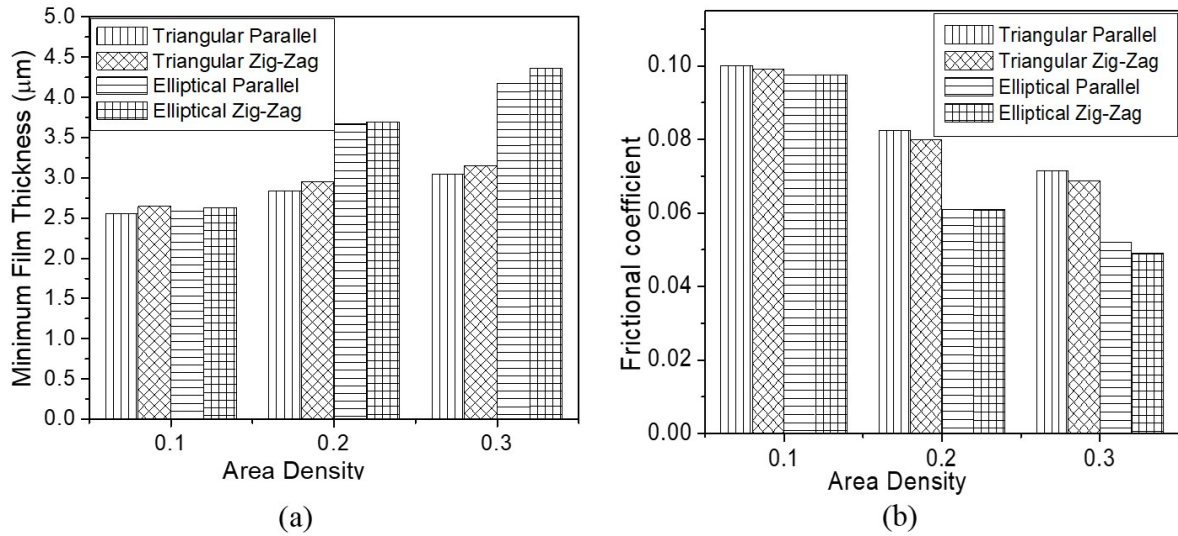 5.0
4.5
4.0
3.5
3.0
2.5
2.0
1.5
1.0
0.5
0.0
Minimum Film Thickness (μm)
Triangular Parallel
Triangular Zig-Zag
Elliptical Parallel
Elliptical Zig-Zag
0.1 0.2 0.3
Area Density
(a)
0.10
0.08
0.06
0.04
0.02
0.00
Frictional coefficient
Triangular Parallel
Triangular Zig-Zag
Elliptical Parallel
Elliptical Zig-Zag
0.1 0.2 0.3
Area Density
(b)